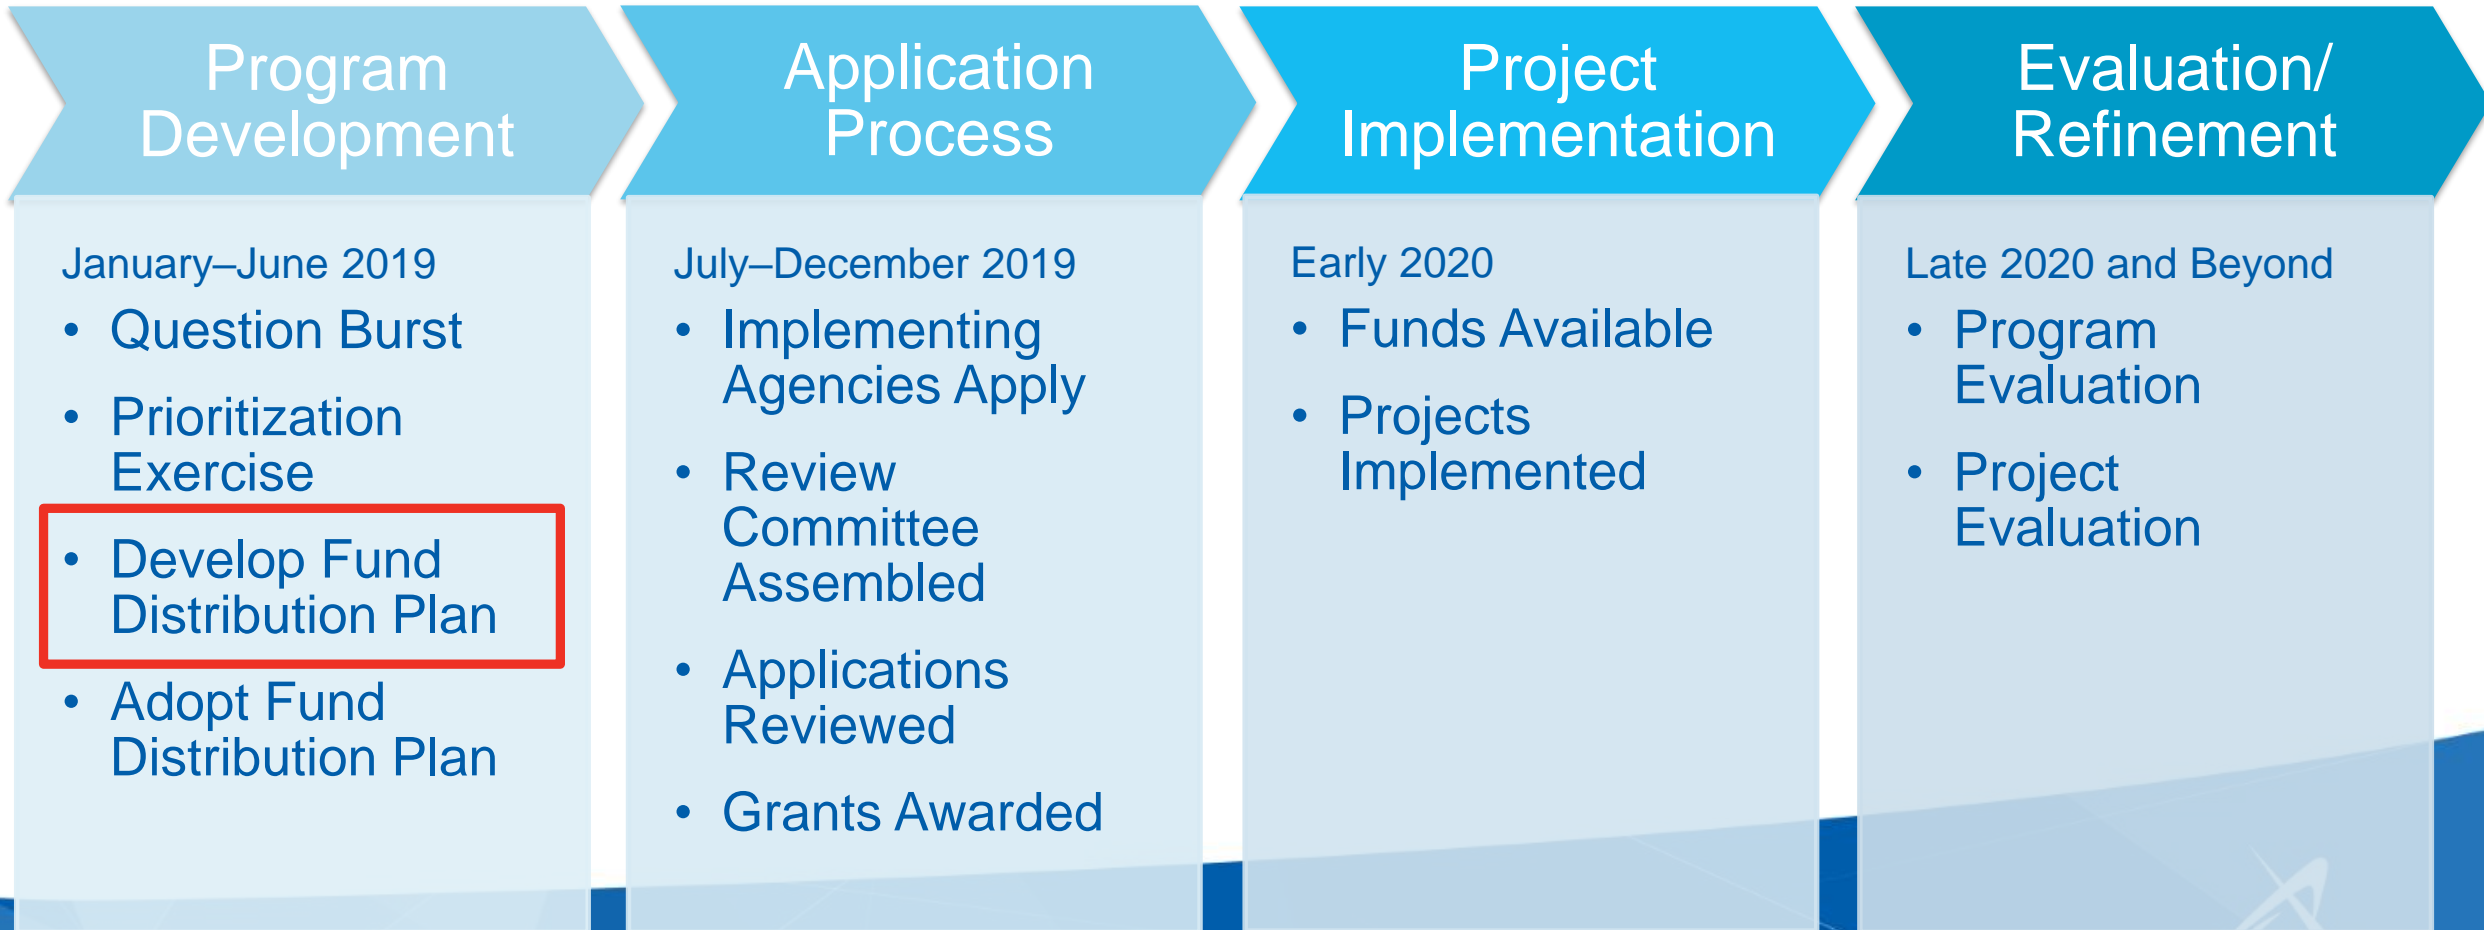 Program
Development
January–June 2019
• Question Burst
• Prioritization
Exercise
• Develop Fund
Distribution Plan
• Adopt Fund
Distribution Plan
Application
Process
July–December 2019
• Implementing
Agencies Apply
• Review
Committee
Assembled
• Applications
Reviewed
• Grants Awarded
Project
Implementation
Early 2020
• Funds Available
• Projects
Implemented
Evaluation/
Refinement
Late 2020 and Beyond
• Program
Evaluation
• Project
Evaluation